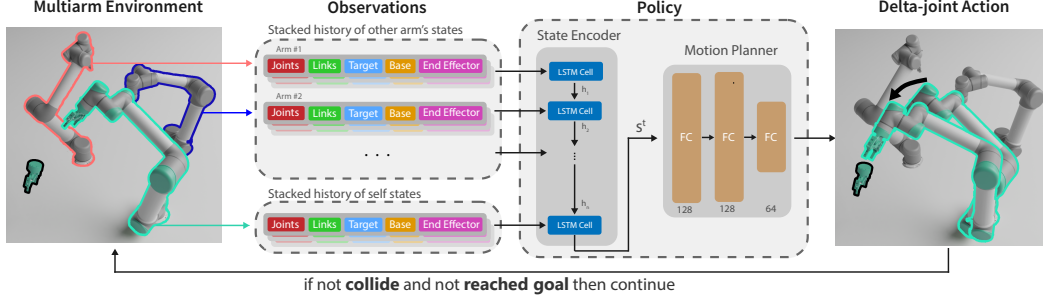 Multiarm Environment
Observations
Policy
Delta-joint Action
Stacked history of other arm's states
Arm #1
Joints Links Target Base End Effector
Arm #2
Joints Links Target Base End Effector
. . .
Stacked history of self states
Joints Links Target Base End Effector
State Encoder
LSTM Cell
h₁
LSTM Cell
h₂
⋮
hₙ
LSTM Cell
Sᵗ
Motion Planner
FC FC FC
128 128 64
if not collide and not reached goal then continue